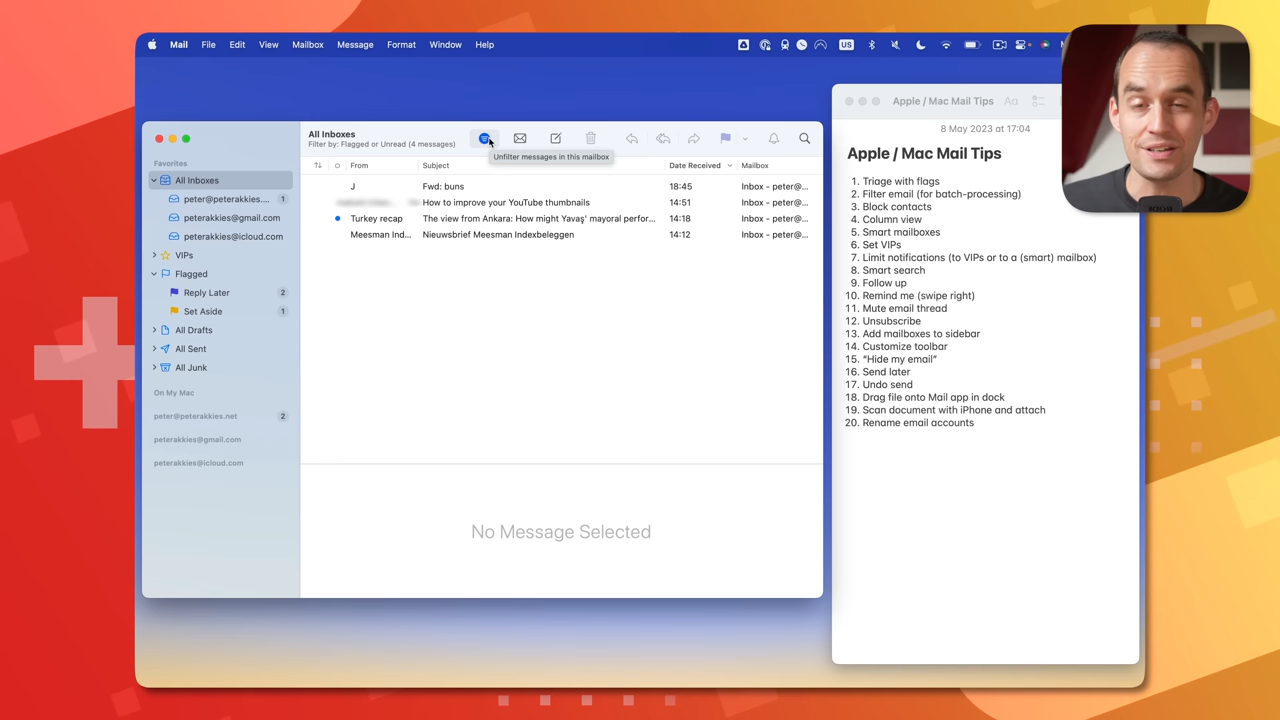 Mail File Edit View Mailbox Message Format Window Help
US
All Inboxes
Filter by: Flagged or Unread (4 messages)
Unfilter messages in this mailbox
Favorites
All Inboxes
peter@peterakkies.... 1
peterakkies@gmail.com
peterakkies@icloud.com
VIPs
Flagged
Reply Later 2
Set Aside 1
All Drafts
All Sent
All Junk
On My Mac
peter@peterakkies.net 2
peterakkies@gmail.com
peterakkies@icloud.com
From Subject Date Received Mailbox
J Fwd: buns 18:45 Inbox - peter@...
How to improve your YouTube thumbnails 14:51 Inbox - peter@...
Turkey recap The view from Ankara: How might Yavaş' mayoral perfor... 14:18 Inbox - peter@...
Meesman Ind... Nieuwsbrief Meesman Indexbeleggen 14:12 Inbox - peter@...
No Message Selected
Apple / Mac Mail Tips Aa
8 May 2023 at 17:04
Apple / Mac Mail Tips
1. Triage with flags
2. Filter email (for batch-processing)
3. Block contacts
4. Column view
5. Smart mailboxes
6. Set VIPs
7. Limit notifications (to VIPs or to a (smart) mailbox)
8. Smart search
9. Follow up
10. Remind me (swipe right)
11. Mute email thread
12. Unsubscribe
13. Add mailboxes to sidebar
14. Customize toolbar
15. “Hide my email”
16. Send later
17. Undo send
18. Drag file onto Mail app in dock
19. Scan document with iPhone and attach
20. Rename email accounts